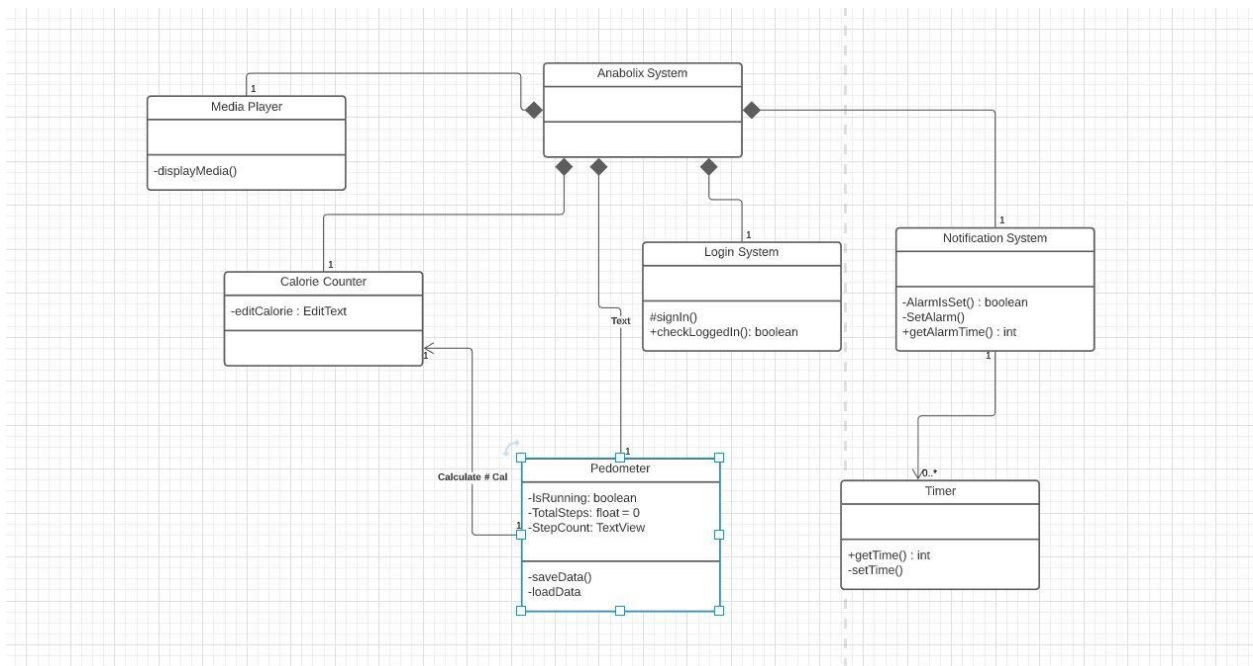 Anabolix System
1
Media Player
-displayMedia()
1
Notification System
-AlarmIsSet() : boolean
-SetAlarm()
+getAlarmTime() : int
1
1
Login System
#signIn()
+checkLoggedIn(): boolean
1
Calorie Counter
-editCalorie : EditText
1
Text
Calculate # Cal
1
1
Pedometer
-IsRunning: boolean
-TotalSteps: float = 0
-StepCount: TextView
-saveData()
-loadData
0..*
Timer
+getTime() : int
-setTime()